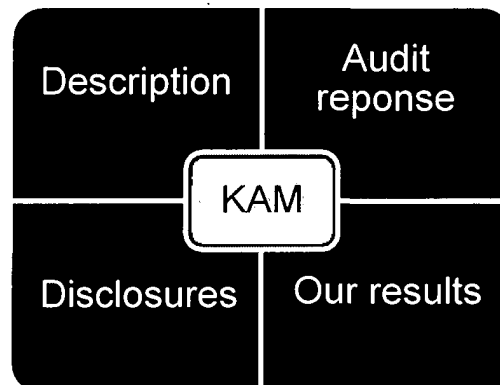 Description
Audit
reponse
KAM
Disclosures
Our results